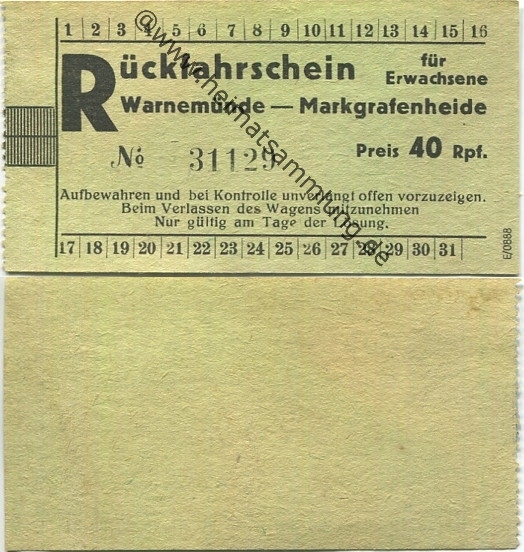 1 2 3 4 5 6 7 8 9 10 11 12 13 14 15 16
Rückfahrschein für Erwachsene
Warnemünde — Markgrafenheide
№ 31129 Preis 40 Rpf.
Aufbewahren und bei Kontrolle unverlangt offen vorzuzeigen.
Beim Verlassen des Wagens mitzunehmen
Nur gültig am Tage der Lösung.
17 18 19 20 21 22 23 24 25 26 27 28 29 30 31
E/0888
@www.heimatsammlung.de